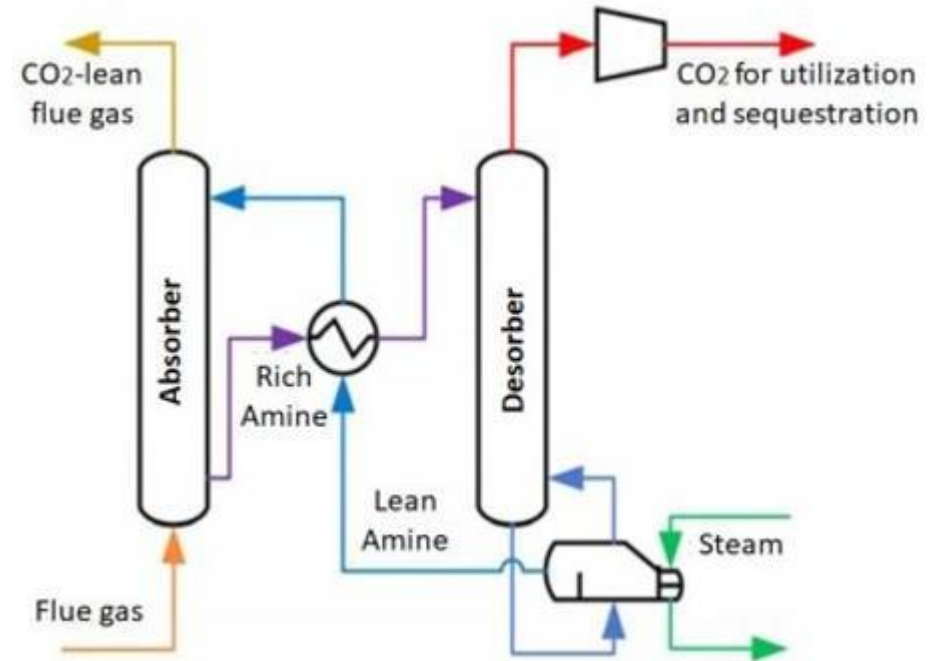 CO2-lean
flue gas
CO2 for utilization
and sequestration
Absorber
Desorber
Rich
Amine
Lean
Amine
Steam
Flue gas